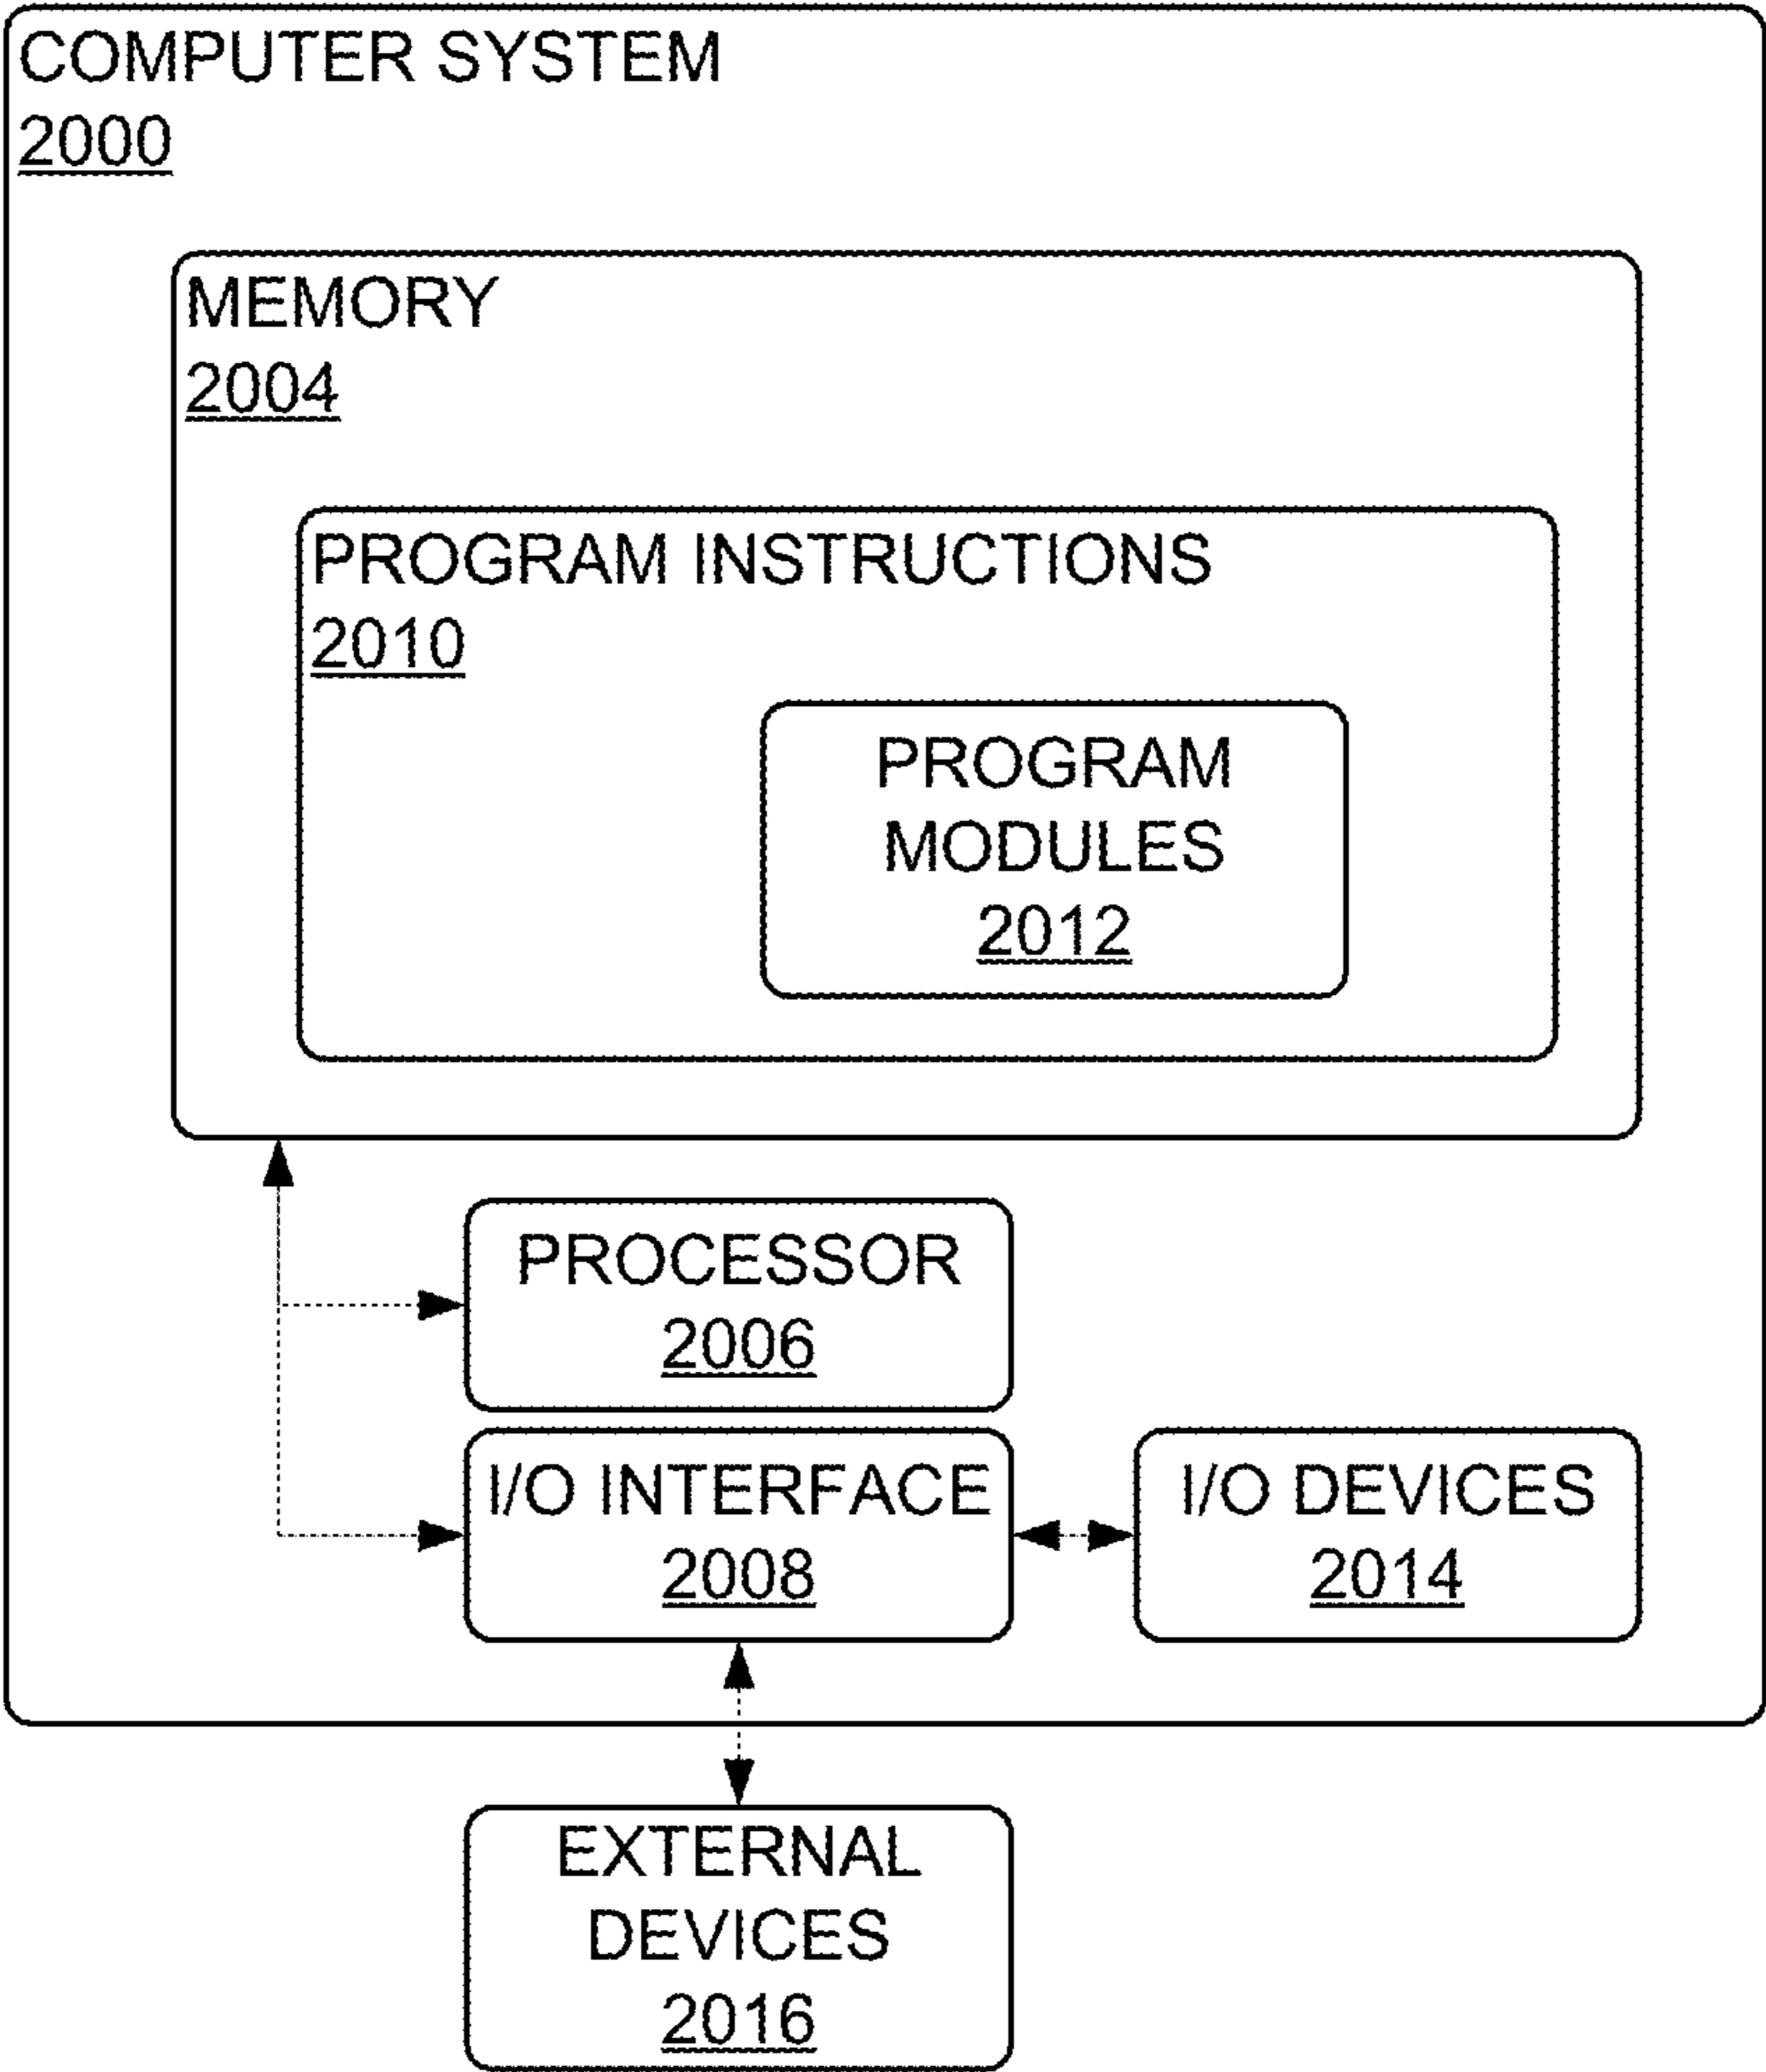 COMPUTER SYSTEM
2000
MEMORY
2004
PROGRAM INSTRUCTIONS
2010
PROGRAM
MODULES
2012
PROCESSOR
2006
I/O INTERFACE
2008
I/O DEVICES
2014
EXTERNAL
DEVICES
2016